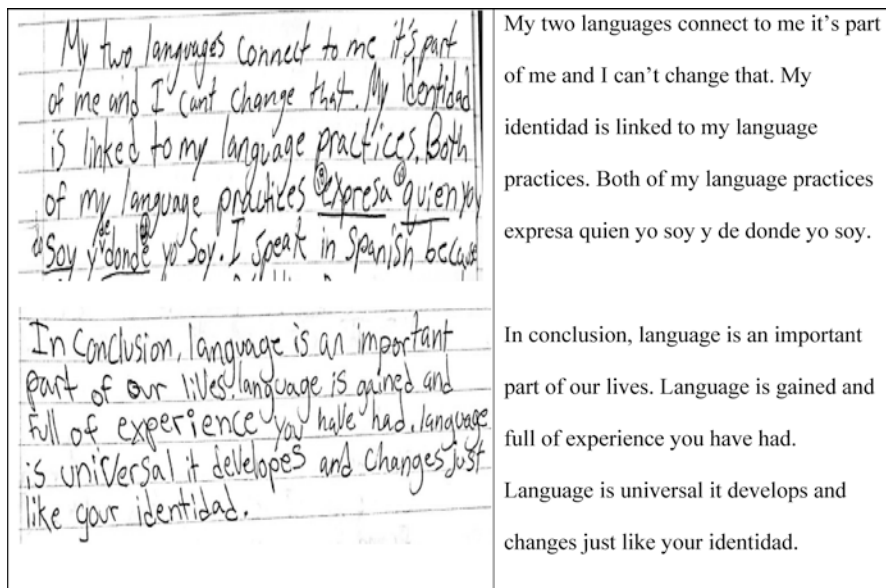 My two languages connect to me it's part
of me and I can't change that. My identidad
is linked to my language practices. Both
of my language practices expresa quien yo
soy y de donde yo soy. I speak in Spanish because
In Conclusion, language is an important
part of our lives. language is gained and
full of experience you have had. language
is universal it developes and changes just
like your identidad.
My two languages connect to me it's part
of me and I can't change that. My
identidad is linked to my language
practices. Both of my language practices
expresa quien yo soy y de donde yo soy.
In conclusion, language is an important
part of our lives. Language is gained and
full of experience you have had.
Language is universal it develops and
changes just like your identidad.